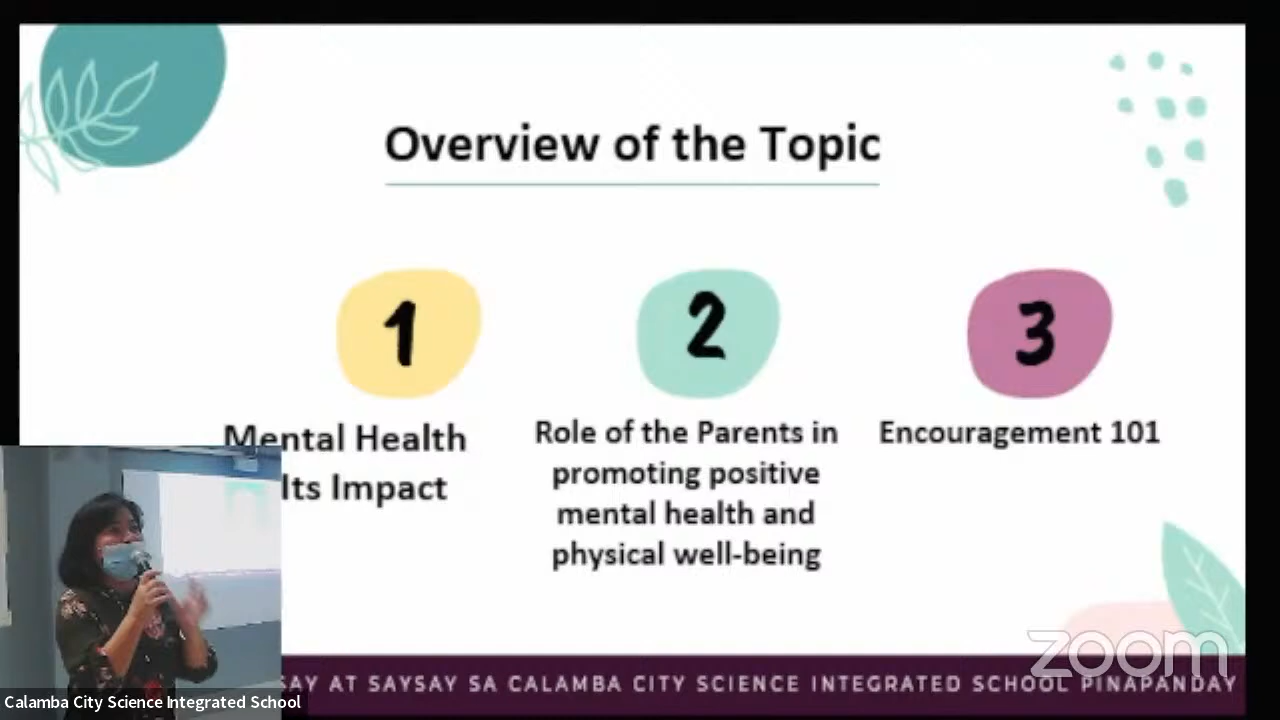 Overview of the Topic
1
2
3
Mental Health
Its Impact
Role of the Parents in
promoting positive
mental health and
physical well-being
Encouragement 101
zoom
AT SAYSAY SA CALAMBA CITY SCIENCE INTEGRATED SCHOOL PINAPANDAY
Calamba City Science Integrated School